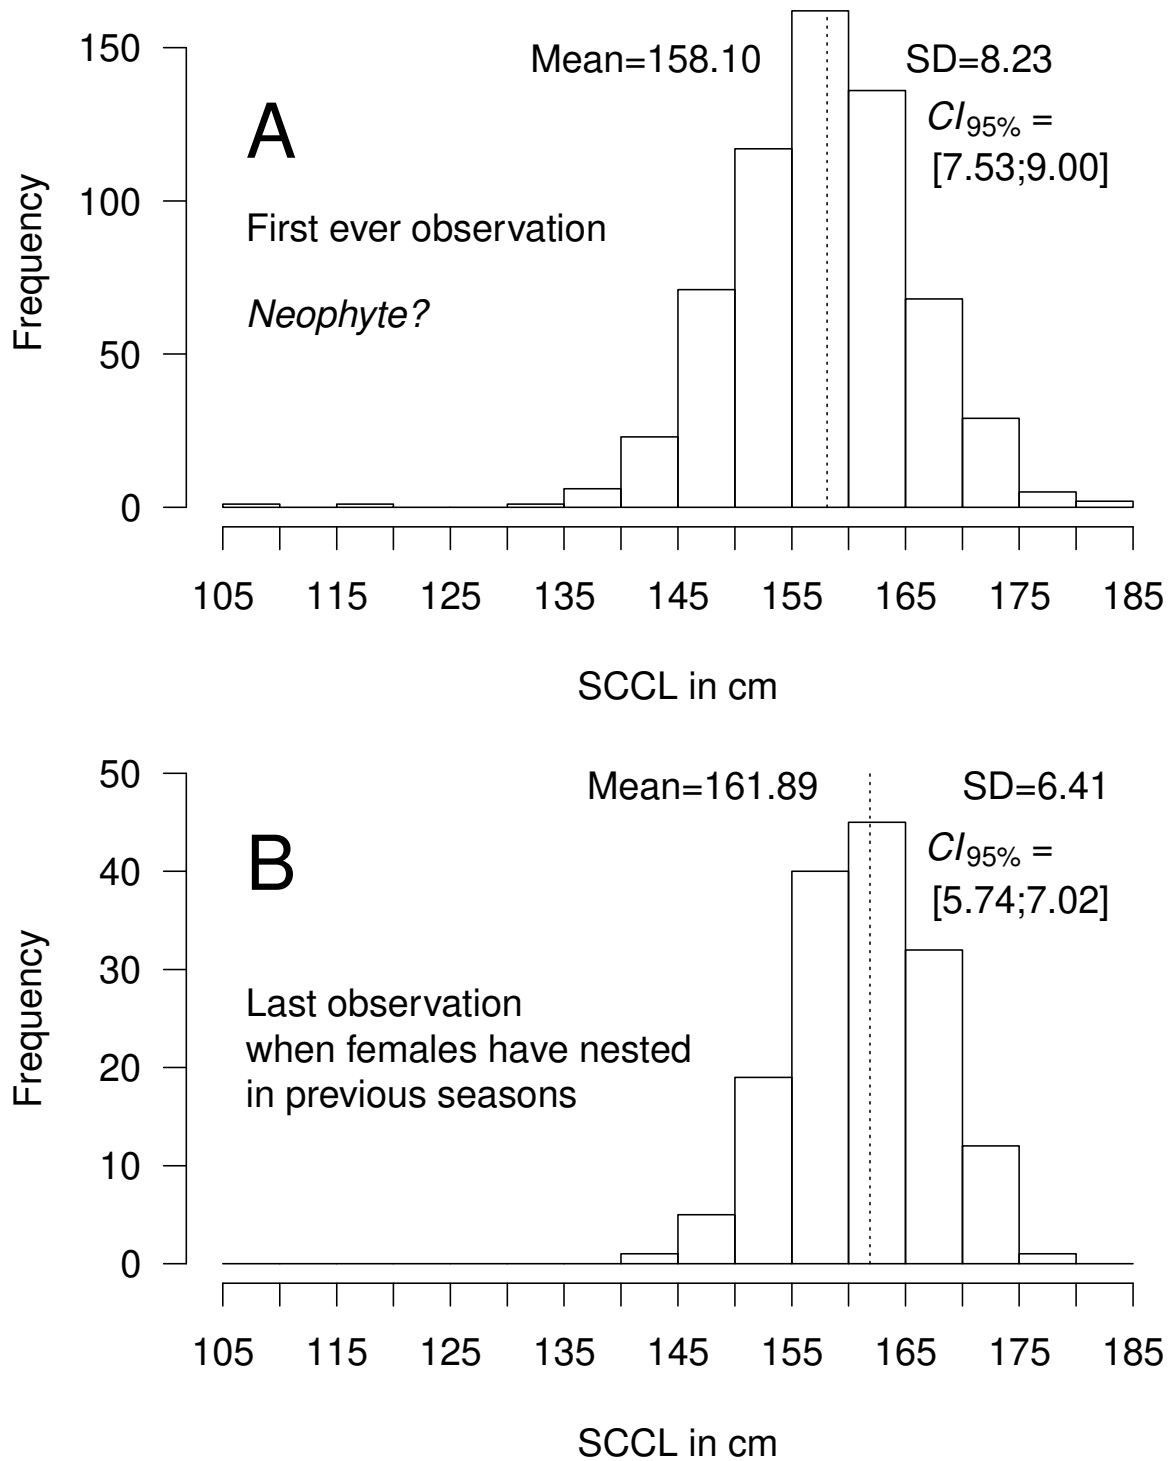 Mean=158.10 SD=8.23
A
CI95% =
[7.53;9.00]
First ever observation
Neophyte?
Frequency
150
100
50
0
105 115 125 135 145 155 165 175 185
SCCL in cm
Mean=161.89 SD=6.41
B
CI95% =
[5.74;7.02]
Last observation
when females have nested
in previous seasons
Frequency
50
40
30
20
10
0
105 115 125 135 145 155 165 175 185
SCCL in cm